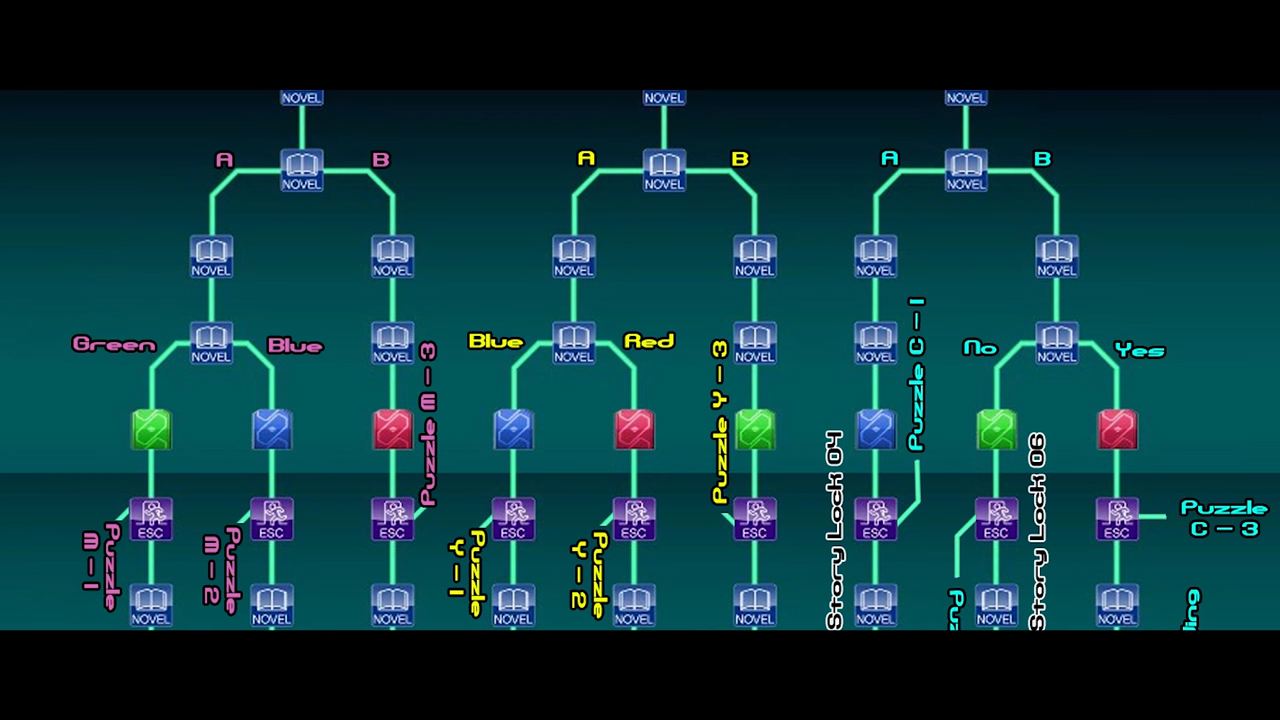 NOVEL NOVEL NOVEL
A B A B A B
NOVEL NOVEL NOVEL
NOVEL NOVEL NOVEL NOVEL NOVEL NOVEL
Green Blue Blue Red No Yes
NOVEL NOVEL NOVEL NOVEL NOVEL NOVEL
Puzzle M - 3
Puzzle Y - 3
Puzzle C - 1
Story Lock 04
Story Lock 06
ESC ESC ESC ESC ESC ESC ESC ESC ESC
Puzzle
C - 3
Puzzle
M - 1
Puzzle
M - 2
Puzzle
Y - 1
Puzzle
Y - 2
NOVEL NOVEL NOVEL NOVEL NOVEL NOVEL NOVEL NOVEL NOVEL